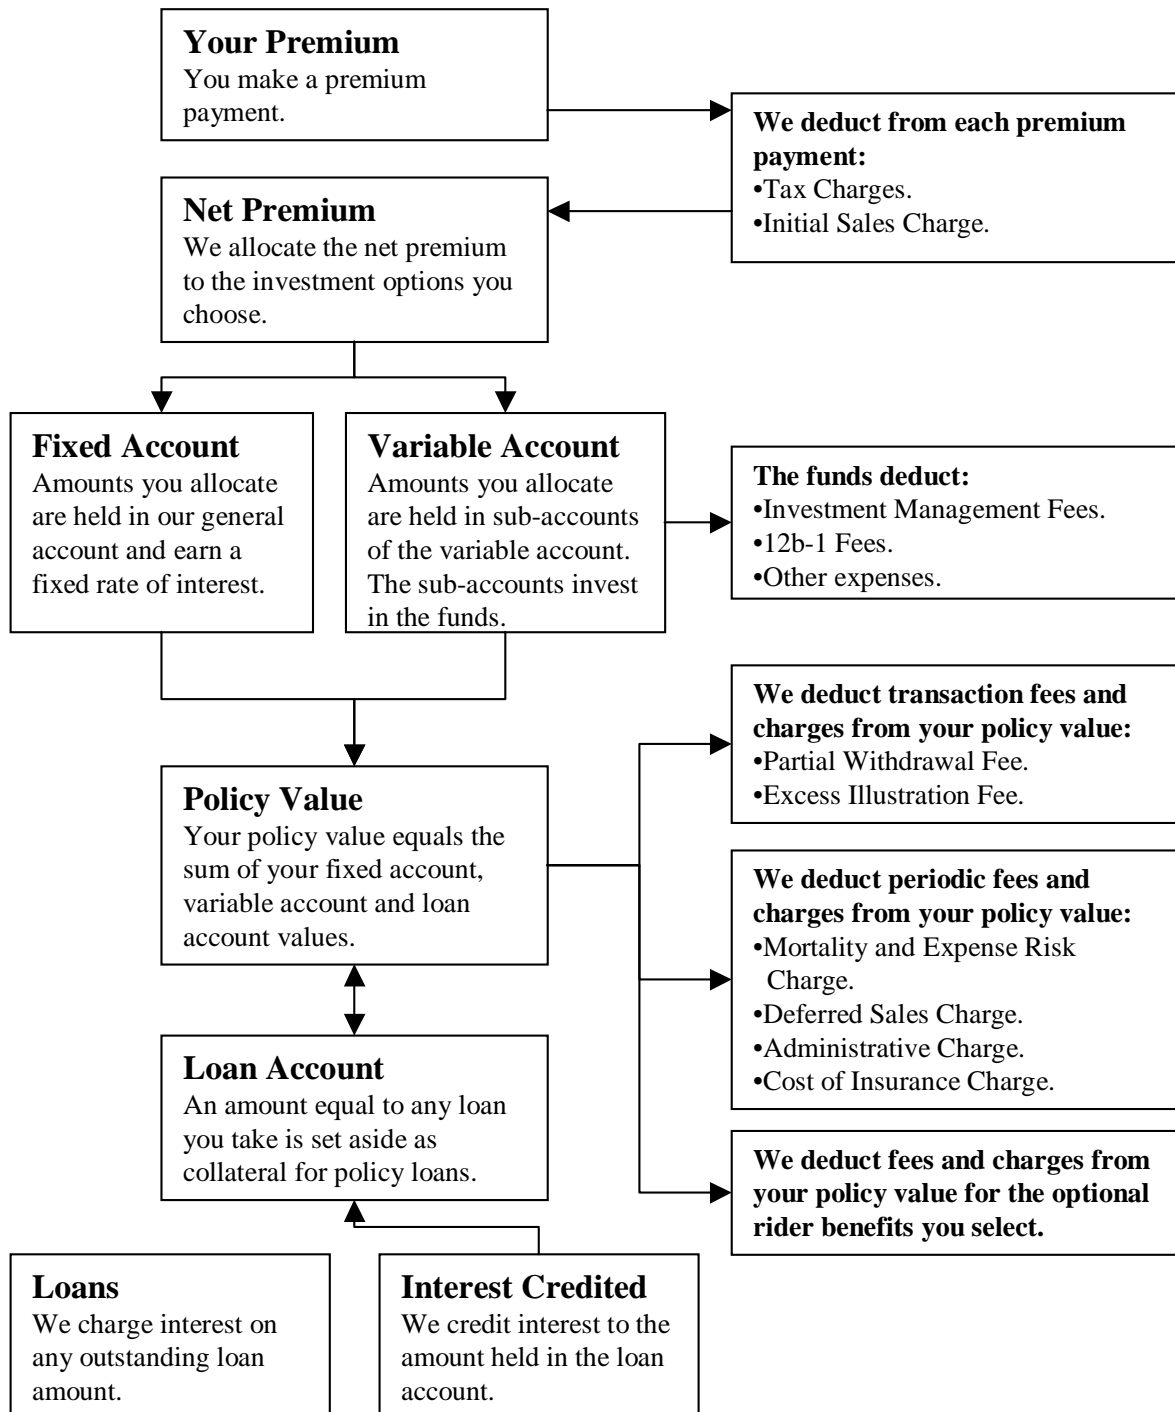 Your Premium
You make a premium
payment.
We deduct from each premium
payment:
•Tax Charges.
•Initial Sales Charge.
Net Premium
We allocate the net premium
to the investment options you
choose.
Fixed Account
Amounts you allocate
are held in our general
account and earn a
fixed rate of interest.
Variable Account
Amounts you allocate
are held in sub-accounts
of the variable account.
The sub-accounts invest
in the funds.
The funds deduct:
•Investment Management Fees.
•12b-1 Fees.
•Other expenses.
We deduct transaction fees and
charges from your policy value:
•Partial Withdrawal Fee.
•Excess Illustration Fee.
Policy Value
Your policy value equals the
sum of your fixed account,
variable account and loan
account values.
We deduct periodic fees and
charges from your policy value:
•Mortality and Expense Risk
Charge.
•Deferred Sales Charge.
•Administrative Charge.
•Cost of Insurance Charge.
Loan Account
An amount equal to any loan
you take is set aside as
collateral for policy loans.
We deduct fees and charges from
your policy value for the optional
rider benefits you select.
Loans
We charge interest on
any outstanding loan
amount.
Interest Credited
We credit interest to the
amount held in the loan
account.